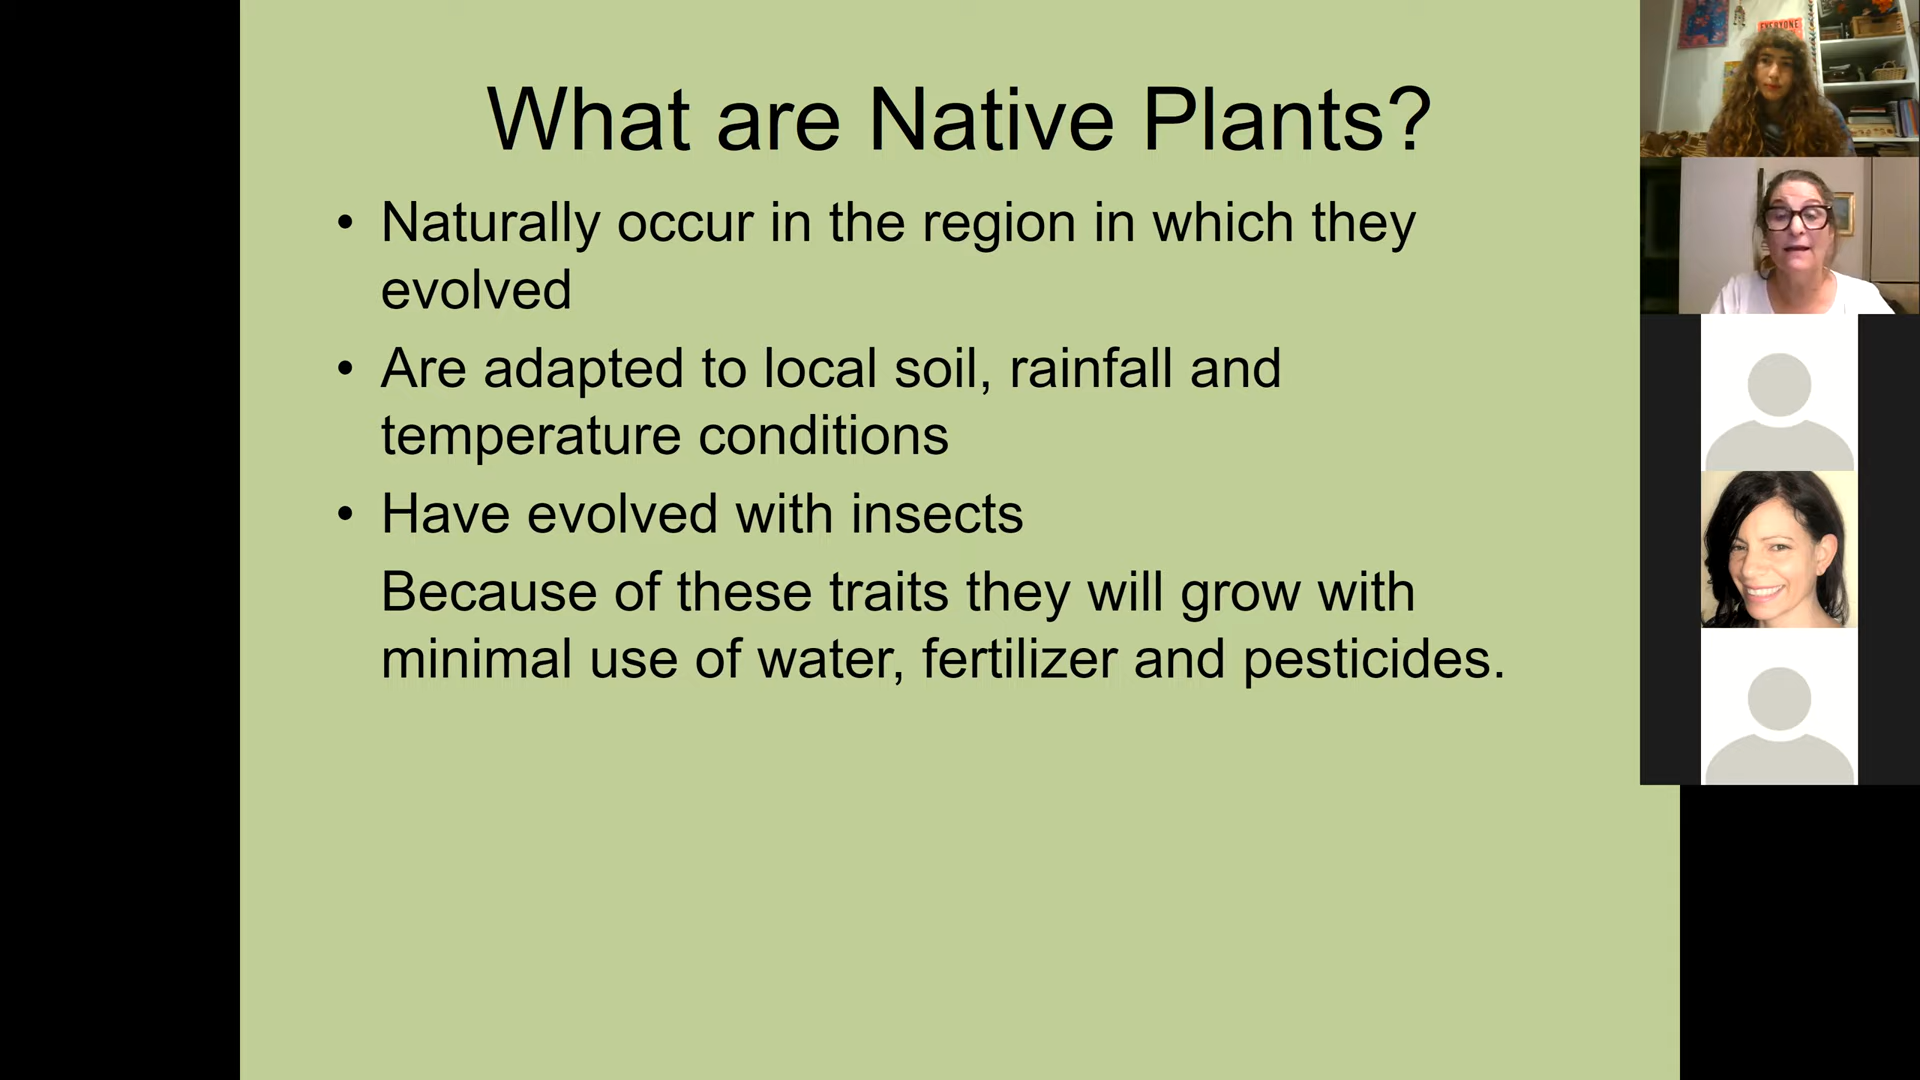 What are Native Plants?
• Naturally occur in the region in which they
evolved
• Are adapted to local soil, rainfall and
temperature conditions
• Have evolved with insects
Because of these traits they will grow with
minimal use of water, fertilizer and pesticides.
EVERYONE